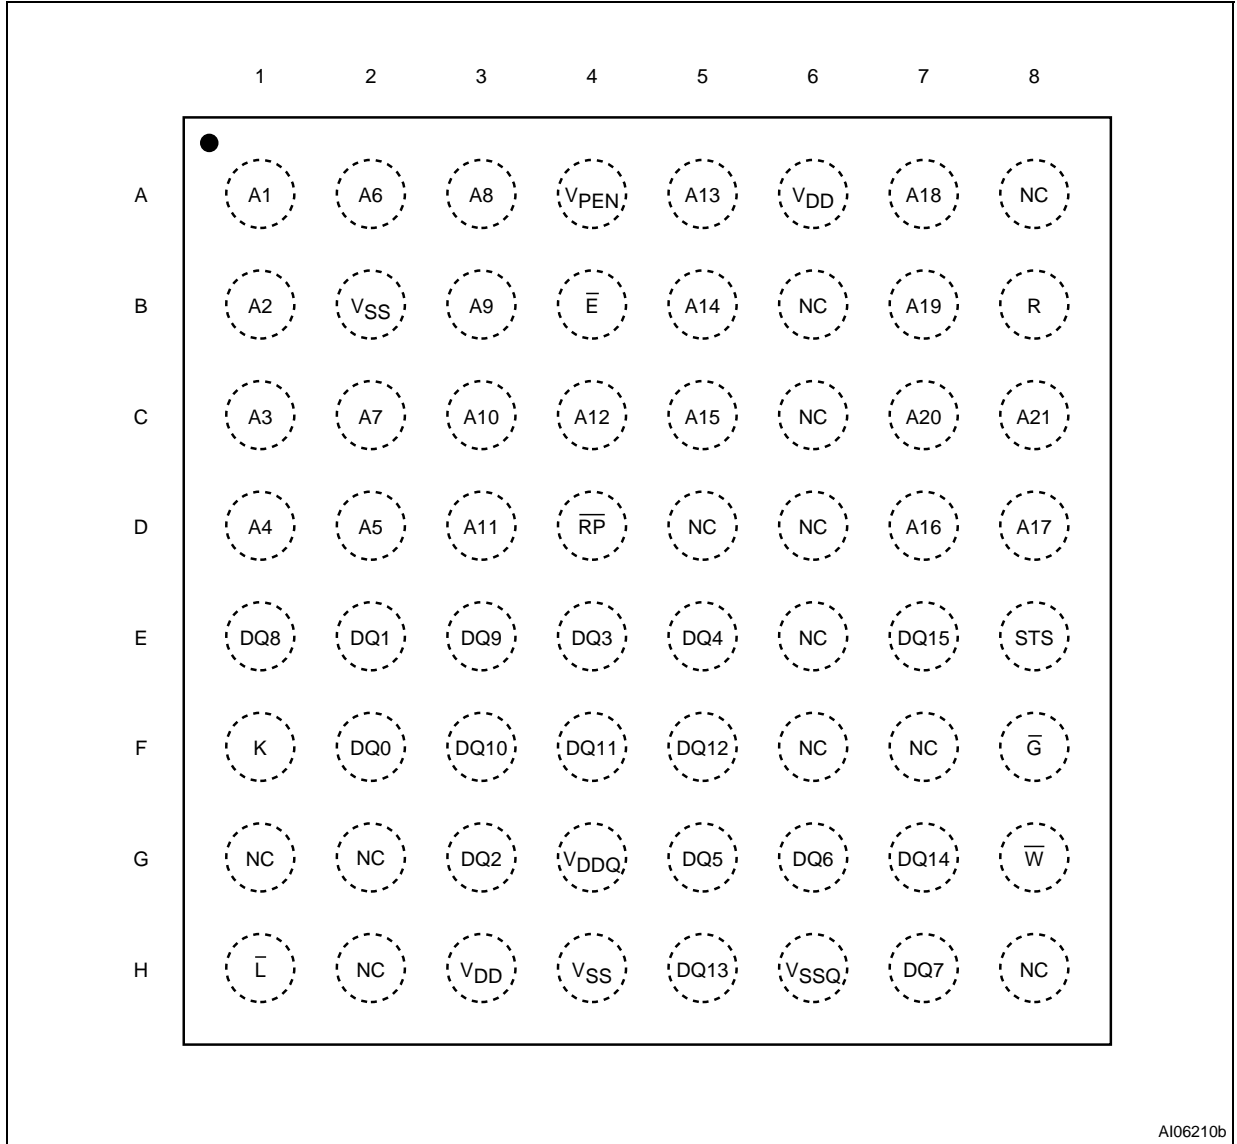 1 2 3 4 5 6 7 8
A A1 A6 A8 VPEN A13 VDD A18 NC
B A2 VSS A9 E̅ A14 NC A19 R
C A3 A7 A10 A12 A15 NC A20 A21
D A4 A5 A11 R̅P̅ NC NC A16 A17
E DQ8 DQ1 DQ9 DQ3 DQ4 NC DQ15 STS
F K DQ0 DQ10 DQ11 DQ12 NC NC G̅
G NC NC DQ2 VDDQ DQ5 DQ6 DQ14 W̅
H L̅ NC VDD VSS DQ13 VSSQ DQ7 NC
AI06210b